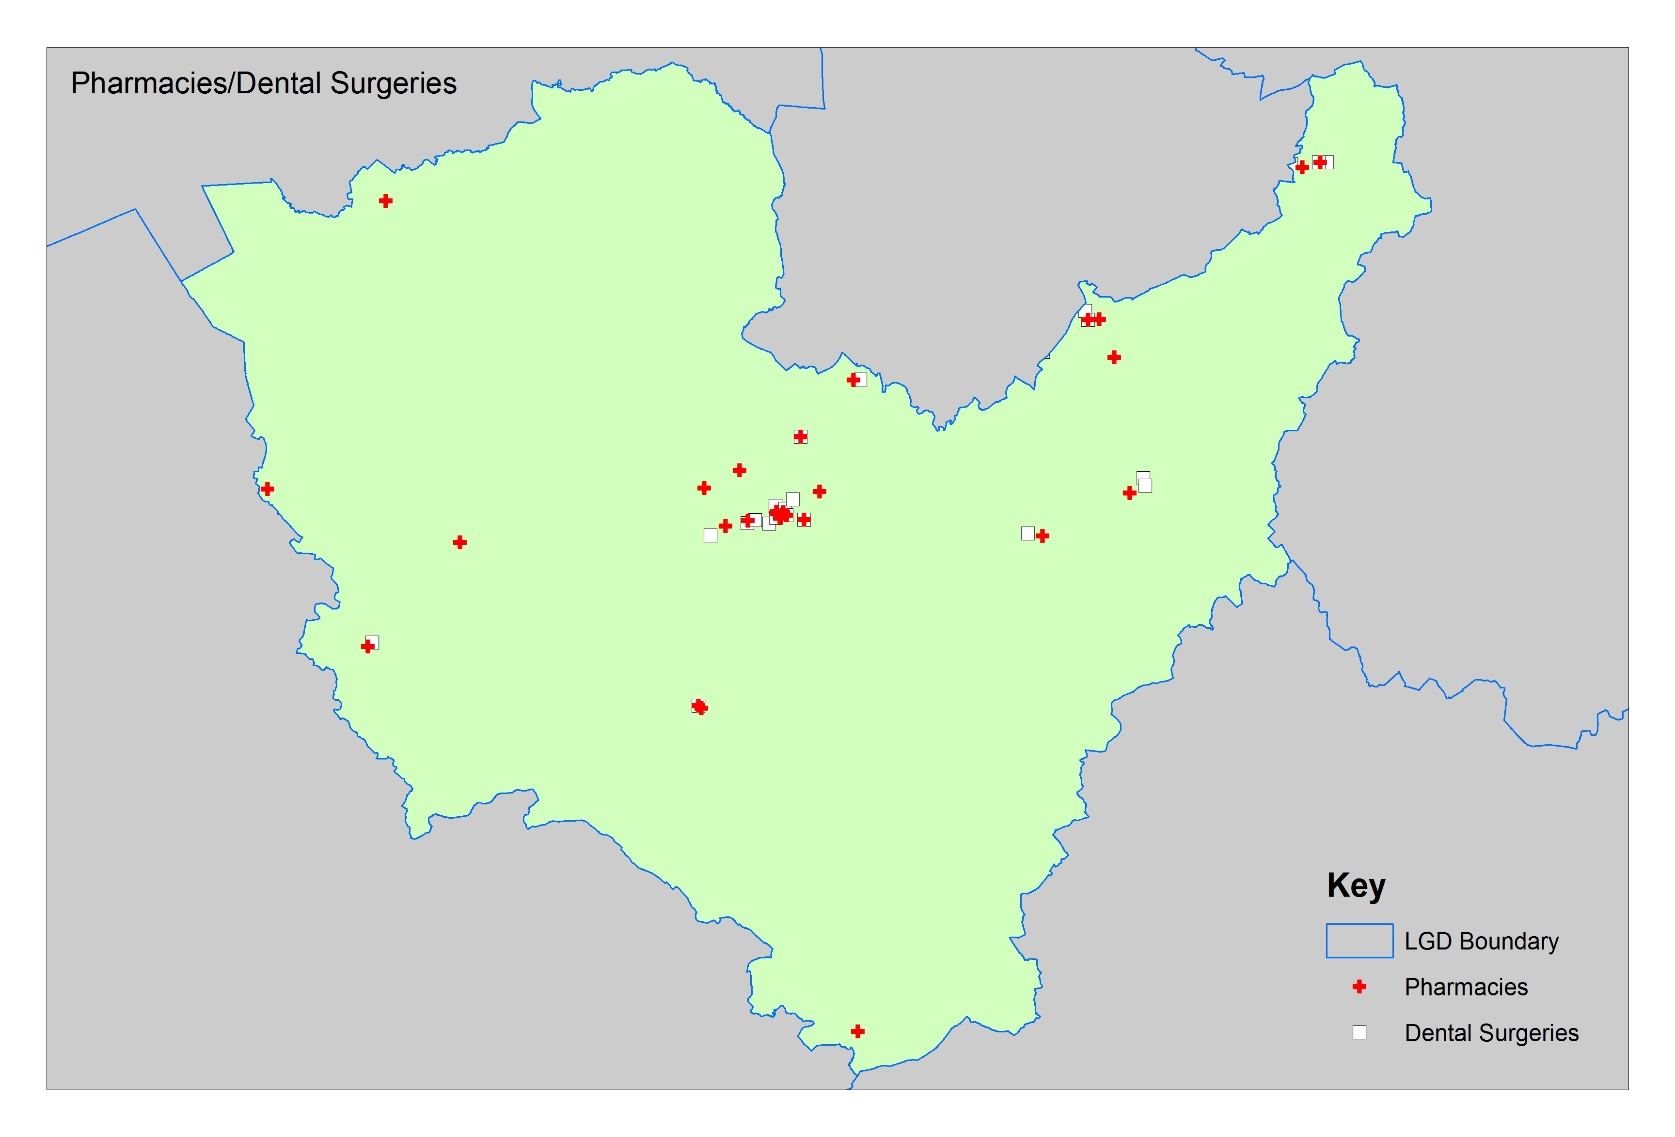 Pharmacies/Dental Surgeries
Key
LGD Boundary
Pharmacies
Dental Surgeries